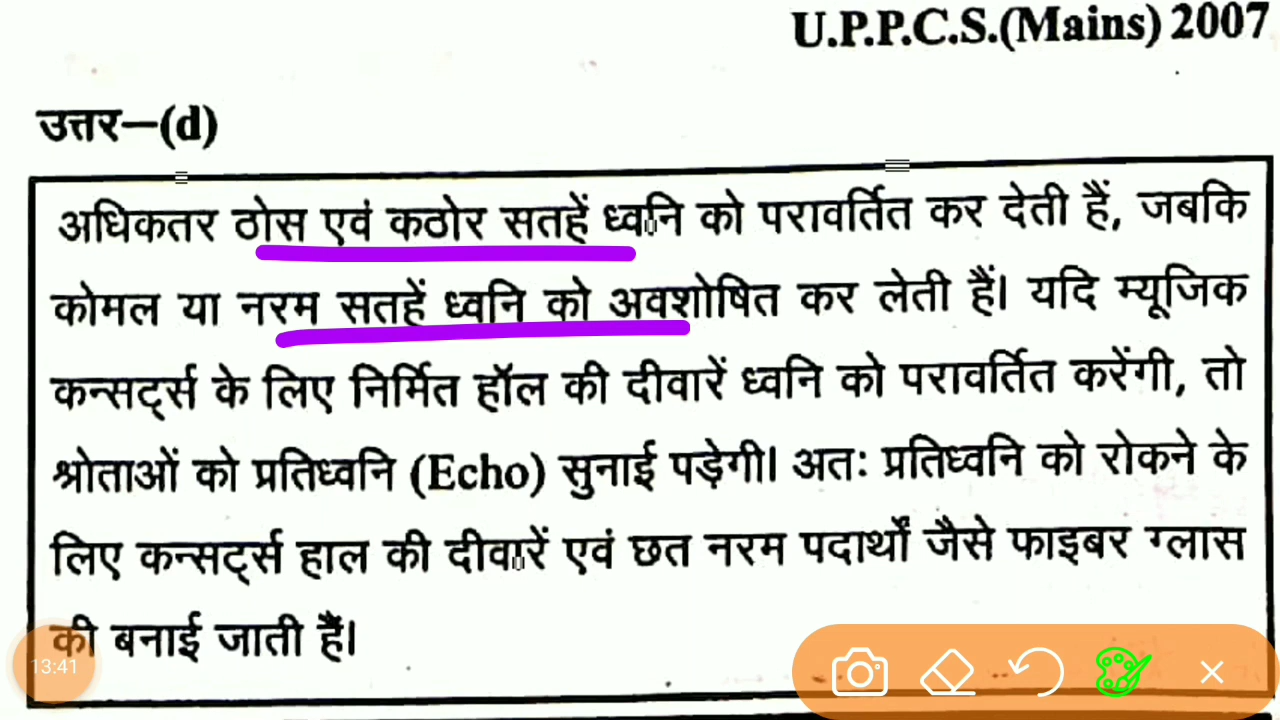 U.P.P.C.S.(Mains) 2007
उत्तर–(d)
अधिकतर ठोस एवं कठोर सतहें ध्वनि को परावर्तित कर देती हैं, जबकि
कोमल या नरम सतहें ध्वनि को अवशोषित कर लेती हैं। यदि म्यूजिक
कन्सर्ट्स के लिए निर्मित हॉल की दीवारें ध्वनि को परावर्तित करेंगी, तो
श्रोताओं को प्रतिध्वनि (Echo) सुनाई पड़ेगी। अतः प्रतिध्वनि को रोकने के
लिए कन्सर्ट्स हाल की दीवारें एवं छत नरम पदार्थों जैसे फाइबर ग्लास
की बनाई जाती हैं।
13:41